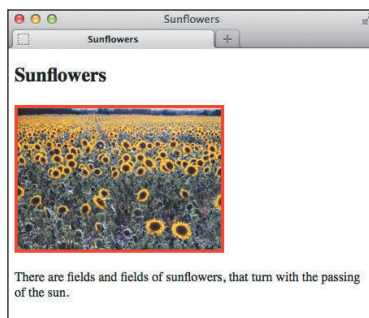 Sunflowers
Sunflowers
Sunflowers
There are fields and fields of sunflowers, that turn with the passing
of the sun.